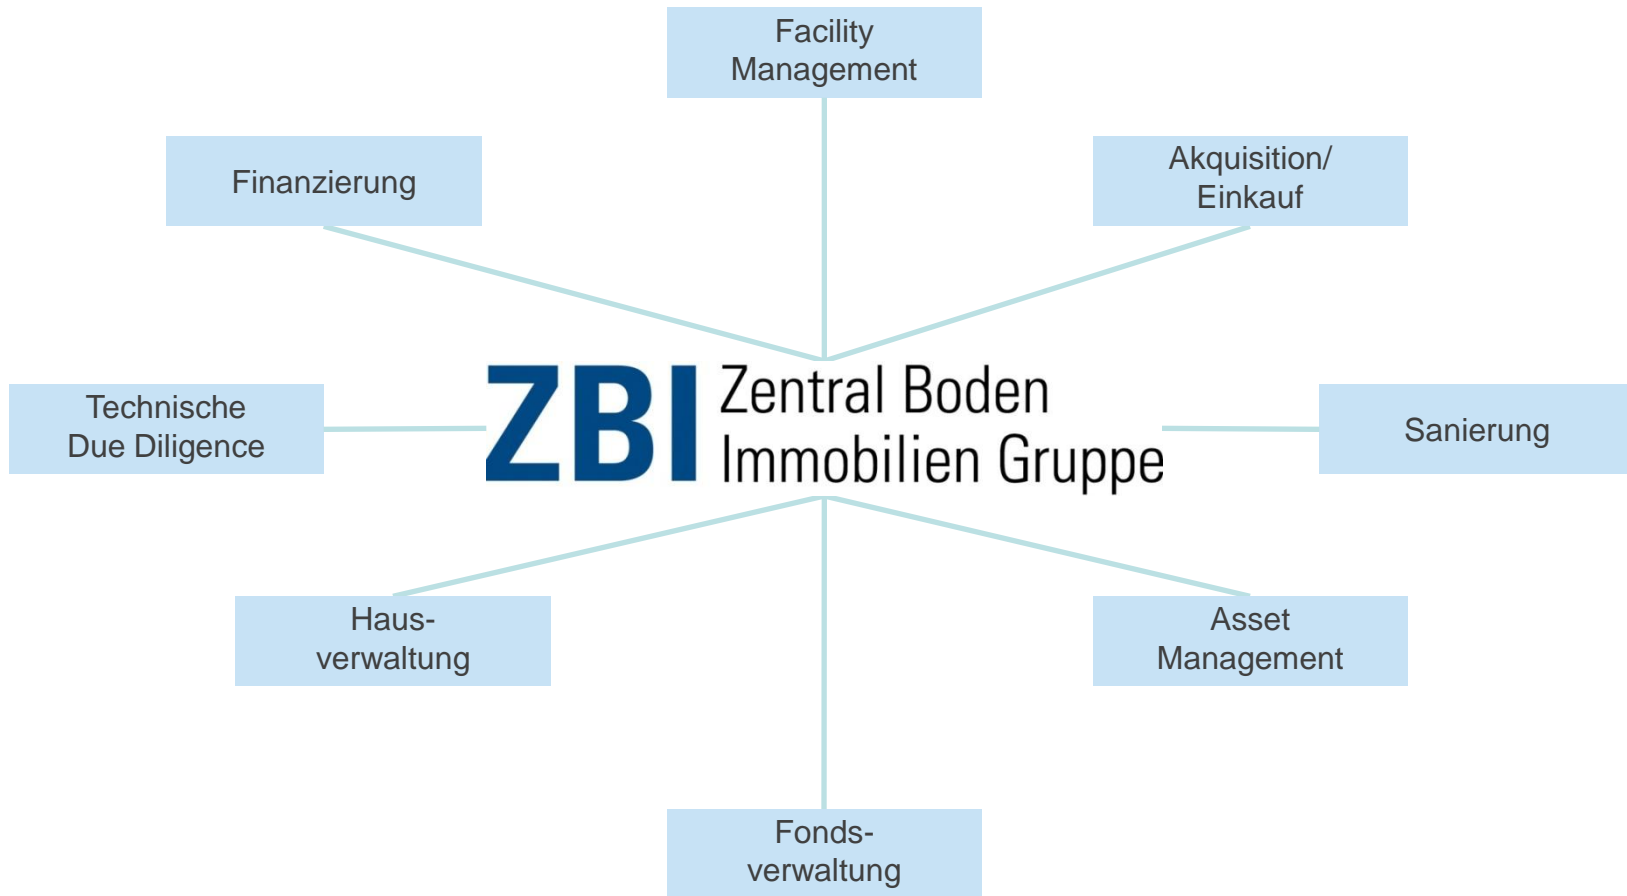 Facility
Management
Finanzierung
Akquisition/
Einkauf
Technische
Due Diligence
ZBI
Zentral Boden
Immobilien Gruppe
Sanierung
Haus-
verwaltung
Asset
Management
Fonds-
verwaltung